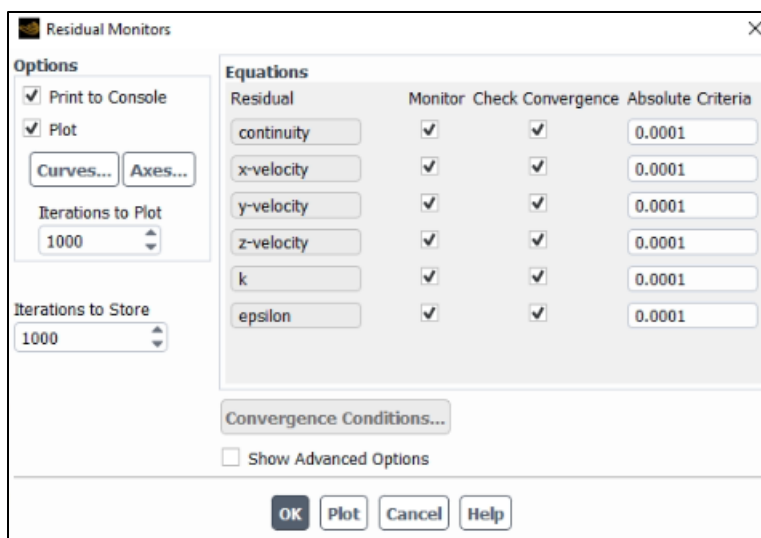 Residual Monitors
Options
Print to Console
Plot
Curves... Axes...
Iterations to Plot
1000
Iterations to Store
1000
Equations
Residual Monitor Check Convergence Absolute Criteria
continuity 0.0001
x-velocity 0.0001
y-velocity 0.0001
z-velocity 0.0001
k 0.0001
epsilon 0.0001
Convergence Conditions...
Show Advanced Options
OK Plot Cancel Help